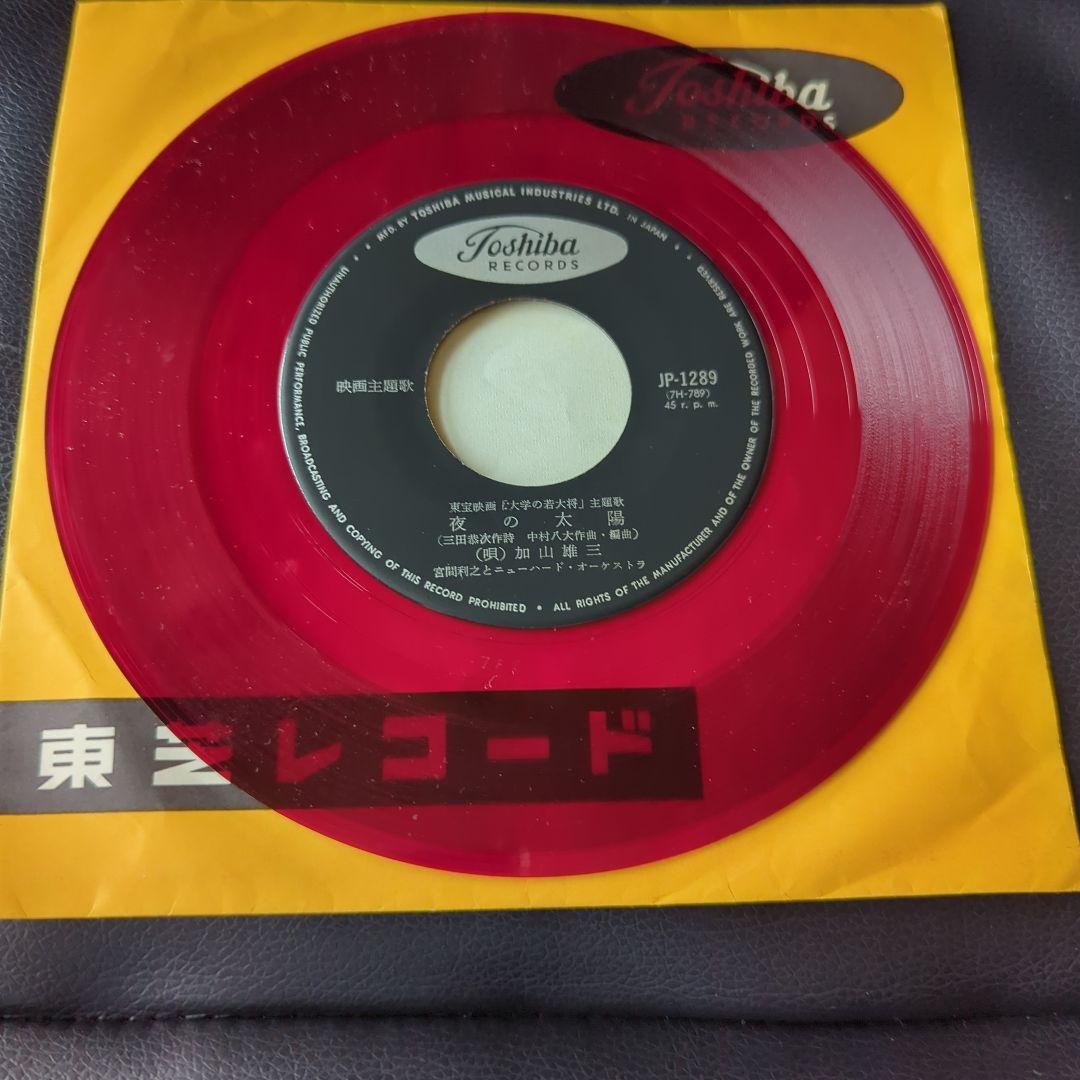 Toshiba
RECORDS
MFD. BY TOSHIBA MUSICAL INDUSTRIES LTD. IN JAPAN
Toshiba
RECORDS
映画主題歌
JP-1289
(7H-789)
45 r. p. m.
東宝映画『大学の若大将』主題歌
夜の太陽
(三田恭次作詩 中村八大作曲・編曲)
(唄) 加山雄三
宮間利之とニューハード・オーケストラ
UNAUTHORIZED PUBLIC PERFORMANCE, BROADCASTING AND COPYING OF THIS RECORD PROHIBITED • ALL RIGHTS OF THE MANUFACTURER AND OF THE OWNER OF THE RECORDED WORK ARE RESERVED
東芝レコード